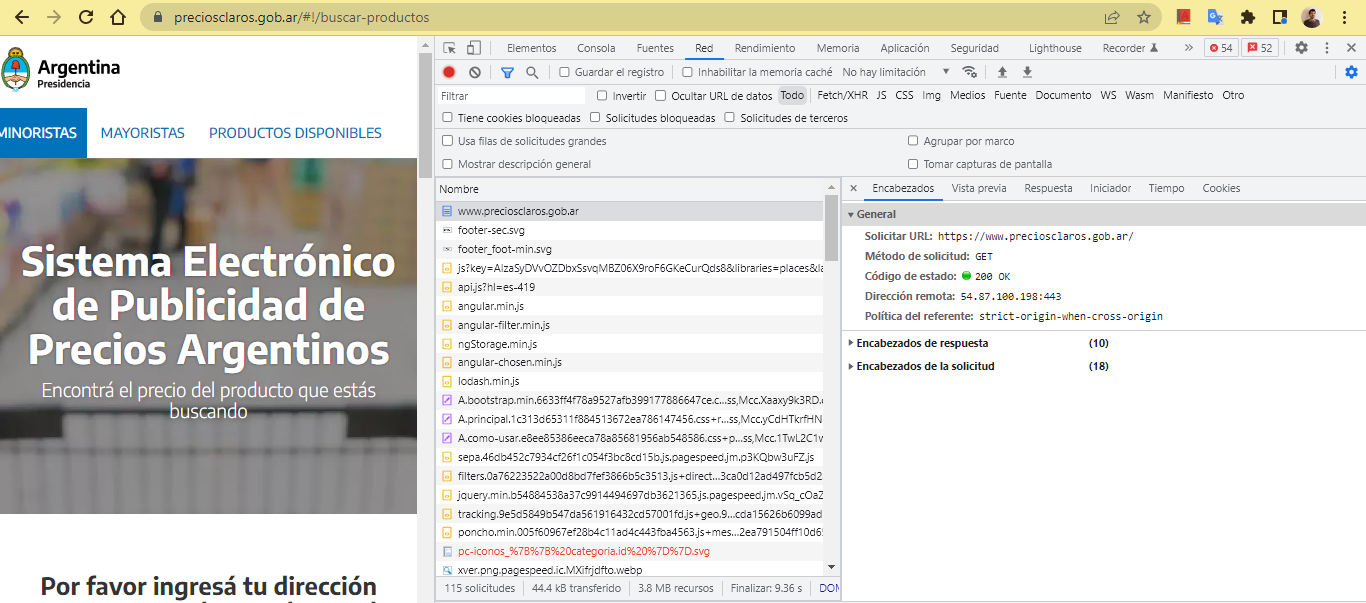 preciosclaros.gob.ar/#!/buscar-productos
Argentina
Presidencia
MINORISTAS MAYORISTAS PRODUCTOS DISPONIBLES
Sistema Electrónico
de Publicidad de
Precios Argentinos
Encontrá el precio del producto que estás
buscando
Por favor ingresá tu dirección
Elementos Consola Fuentes Red Rendimiento Memoria Aplicación Seguridad Lighthouse Recorder 54 52
Guardar el registro Inhabilitar la memoria caché No hay limitación
Filtrar Invertir Ocultar URL de datos Todo Fetch/XHR JS CSS Img Medios Fuente Documento WS Wasm Manifiesto Otro
Tiene cookies bloqueadas Solicitudes bloqueadas Solicitudes de terceros
Usa filas de solicitudes grandes Agrupar por marco
Mostrar descripción general Tomar capturas de pantalla
Nombre
www.preciosclaros.gob.ar
footer-sec.svg
footer_foot-min.svg
js?key=AIzaSyDVvOZDbxSsvqMBZ06X9roF6GKeCurQds8&libraries=places&la
api.js?hl=es-419
angular.min.js
angular-filter.min.js
ngStorage.min.js
angular-chosen.min.js
lodash.min.js
A.bootstrap.min.6633ff4f78a9527afb399177886647ce.c...ss,Mcc.Xaaxy9k3RD.c
A.principal.1c313d65311f884513672ea786147456.css+r...ss,Mcc.yCdHTkrfHN
A.como-usar.e8ee85386eeca78a85681956ab548586.css+p...ss,Mcc.1TwL2C1w
sepa.46db452c7934cf26f1c054f3bc8cd15b.js.pagespeed.jm.p3KQbw3uFZ.js
filters.0a76223522a00d8bd7fef3866b5c3513.js+direct...3ca0d12ad497fcb5d2
jquery.min.b54884538a37c9914494697db3621365.js.pagespeed.jm.vSq_cOaZ
tracking.9e5d5849b547da561916432cd57001fd.js+geo.9...cda15626b6099ad
poncho.min.005f60967ef28b4c11ad4c443fba4563.js+mes...2ea791504ff10d65
pc-iconos_%7B%7B%20categoria.id%20%7D%7D.svg
xver.png.pagespeed.ic.MXifrjdfto.webp
115 solicitudes 44.4 kB transferido 3.8 MB recursos Finalizar: 9.36 s DOM
Encabezados Vista previa Respuesta Iniciador Tiempo Cookies
General
Solicitar URL: https://www.preciosclaros.gob.ar/
Método de solicitud: GET
Código de estado: 200 OK
Dirección remota: 54.87.100.198:443
Política del referente: strict-origin-when-cross-origin
Encabezados de respuesta (10)
Encabezados de la solicitud (18)